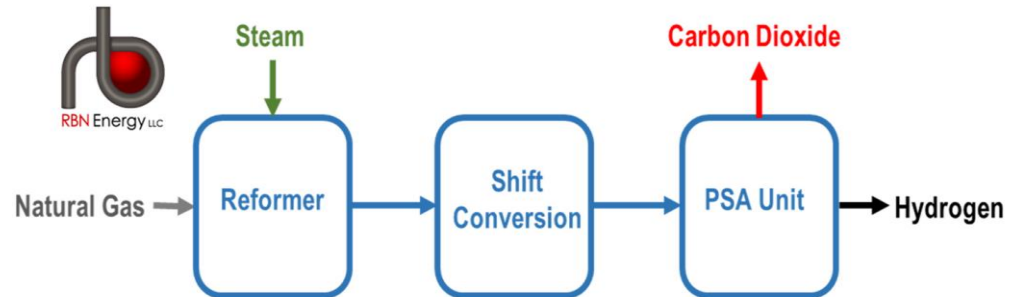 RBN Energy LLC
Steam
Carbon Dioxide
Natural Gas
Reformer
Shift
Conversion
PSA Unit
Hydrogen